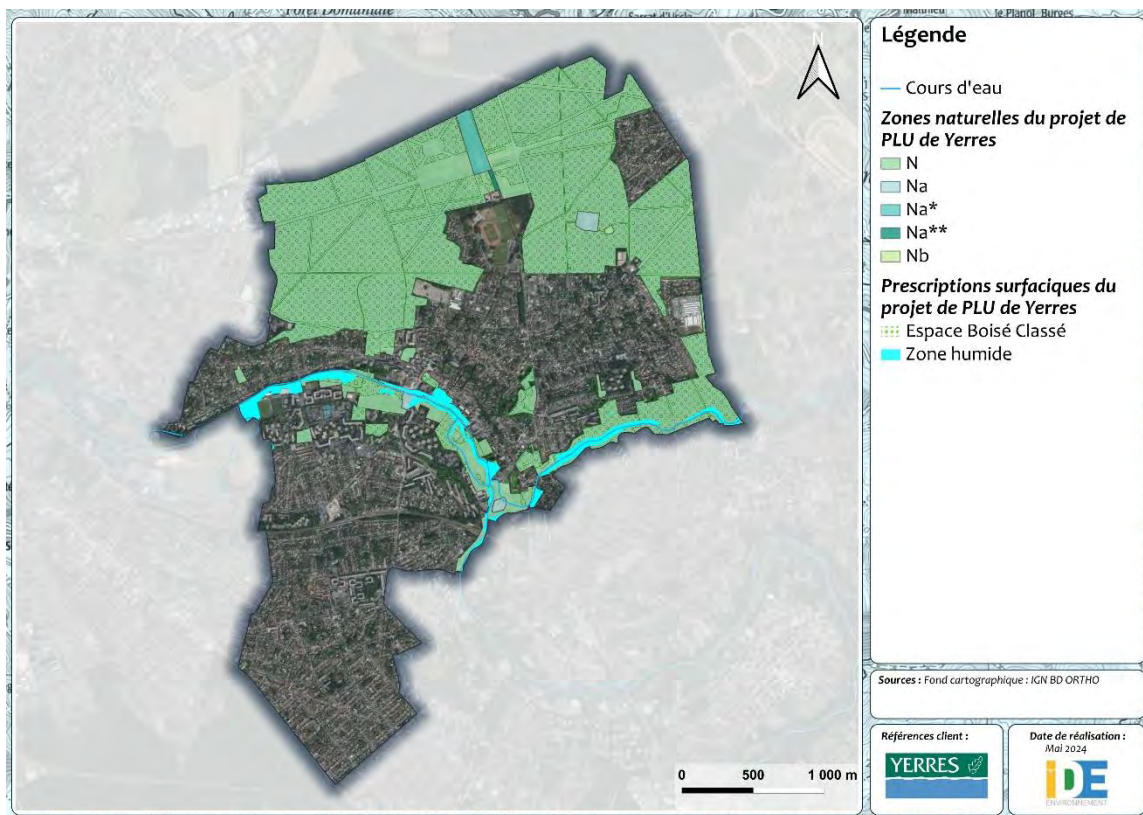 Forêt Domaniale
le Planol Burges
N
Légende
Cours d'eau
Zones naturelles du projet de
PLU de Yerres
N
Na
Na*
Na**
Nb
Prescriptions surfaciques du
projet de PLU de Yerres
Espace Boisé Classé
Zone humide
0 500 1 000 m
Sources : Fond cartographique : IGN BD ORTHO
Références client :
YERRES
Date de réalisation :
Mai 2024
iDE
ENVIRONNEMENT